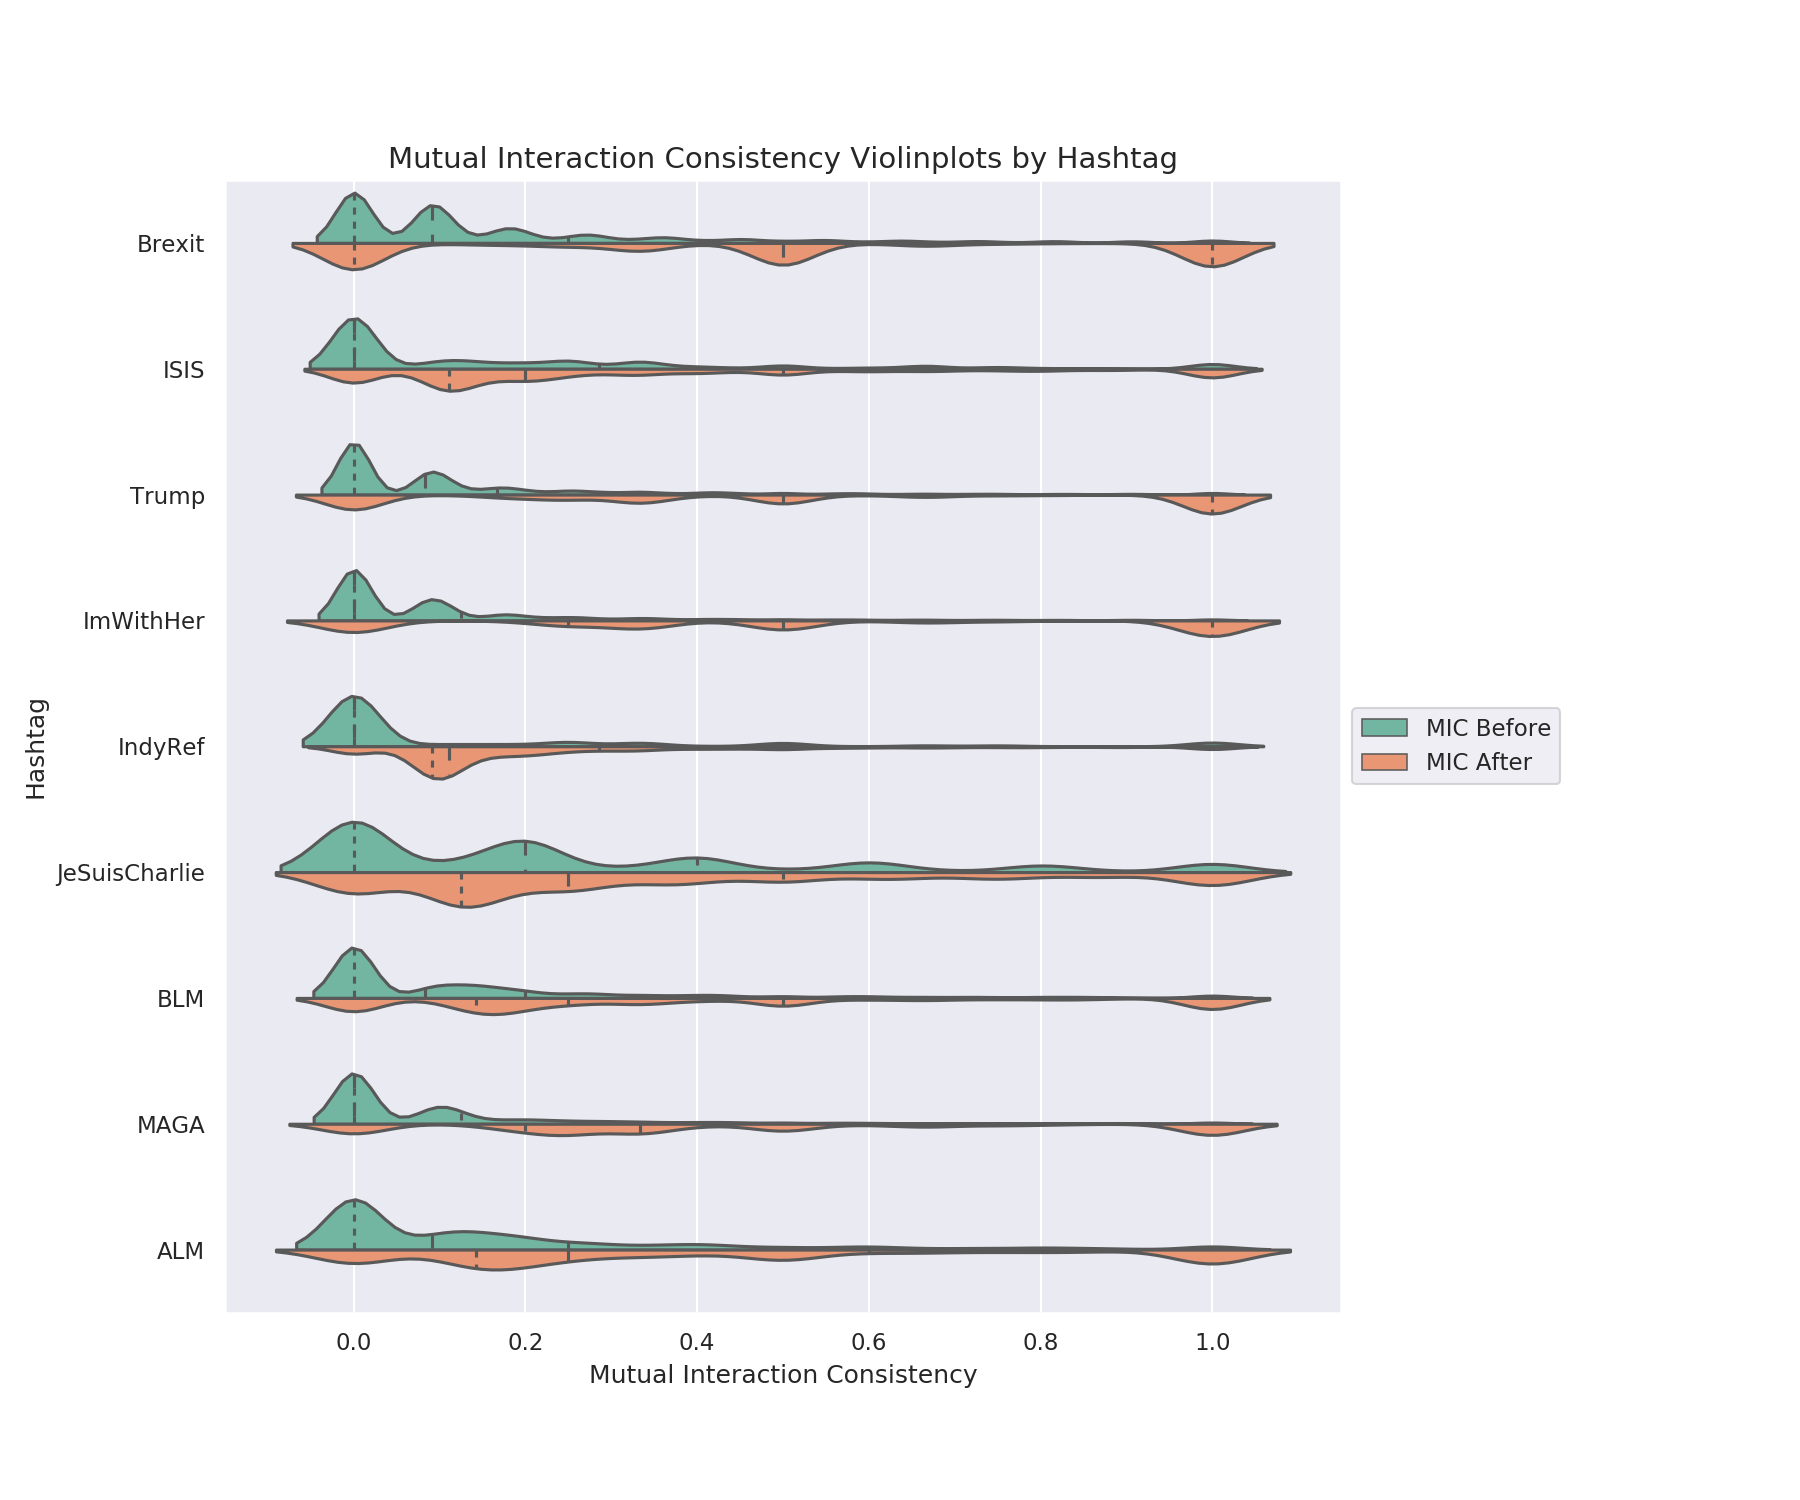 Mutual Interaction Consistency Violinplots by Hashtag
Hashtag
Brexit
ISIS
Trump
ImWithHer
IndyRef
JeSuisCharlie
BLM
MAGA
ALM
MIC Before
MIC After
0.0 0.2 0.4 0.6 0.8 1.0
Mutual Interaction Consistency